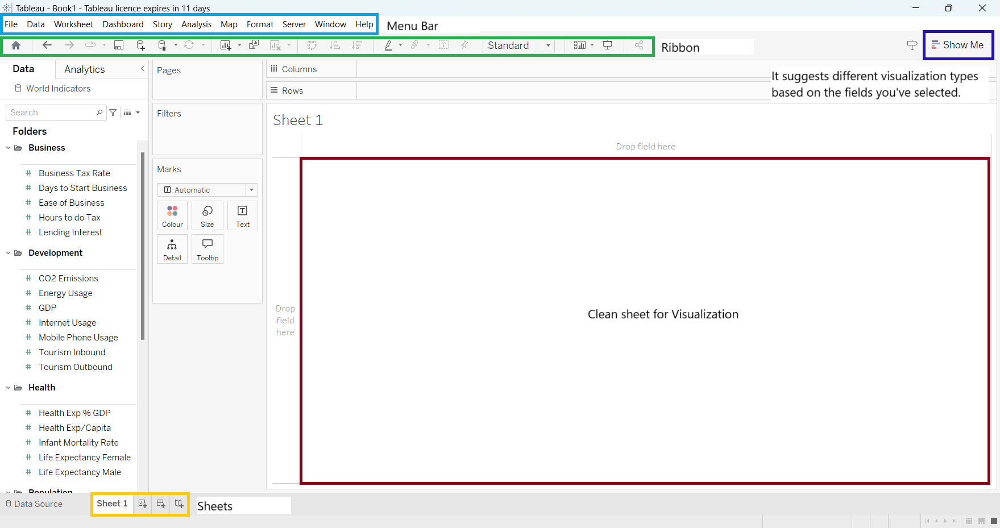 Tableau - Book1 - Tableau licence expires in 11 days
File Data Worksheet Dashboard Story Analysis Map Format Server Window Help
Menu Bar
Standard
Ribbon
Show Me
It suggests different visualization types
based on the fields you've selected.
Data Analytics
World Indicators
Search
Folders
Business
Business Tax Rate
Days to Start Business
Ease of Business
Hours to do Tax
Lending Interest
Development
CO2 Emissions
Energy Usage
GDP
Internet Usage
Mobile Phone Usage
Tourism Inbound
Tourism Outbound
Health
Health Exp % GDP
Health Exp/Capita
Infant Mortality Rate
Life Expectancy Female
Life Expectancy Male
Population
Pages
Filters
Marks
Automatic
Colour Size Text
Detail Tooltip
Columns
Rows
Sheet 1
Drop field here
Drop
field
here
Clean sheet for Visualization
Data Source Sheet 1
Sheets